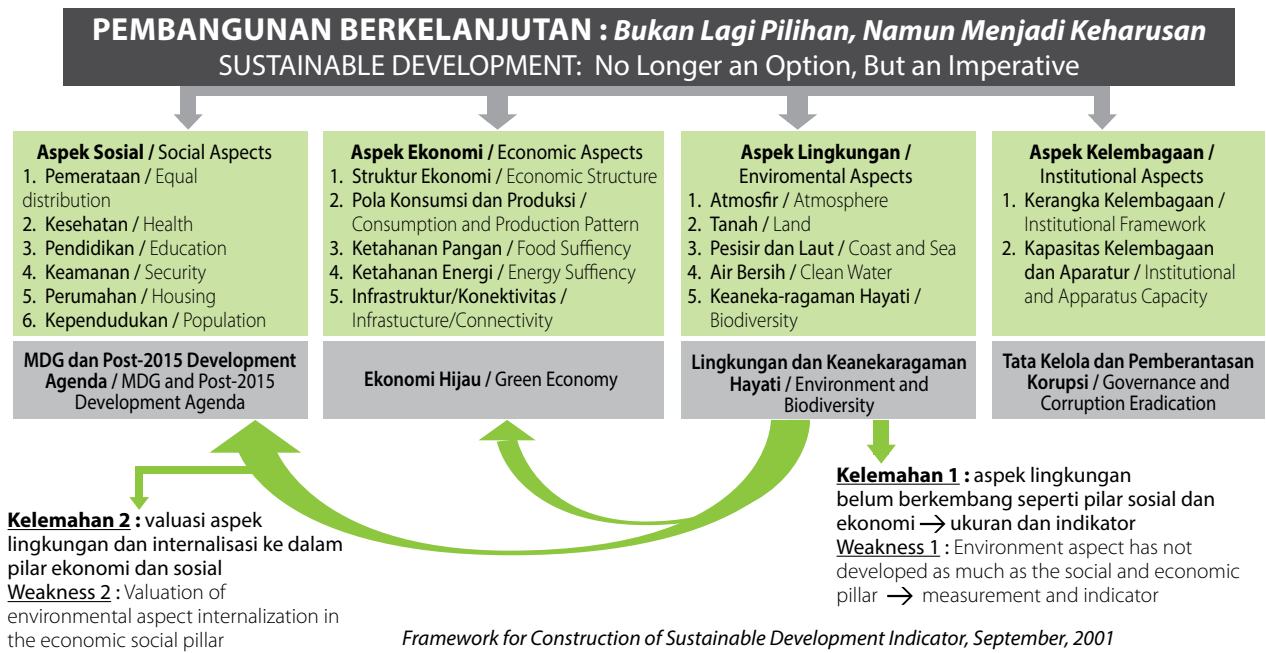 PEMBANGUNAN BERKELANJUTAN : Bukan Lagi Pilihan, Namun Menjadi Keharusan
SUSTAINABLE DEVELOPMENT: No Longer an Option, But an Imperative
Aspek Sosial / Social Aspects
1. Pemerataan / Equal
distribution
2. Kesehatan / Health
3. Pendidikan / Education
4. Keamanan / Security
5. Perumahan / Housing
6. Kependudukan / Population
MDG dan Post-2015 Development
Agenda / MDG and Post-2015
Development Agenda
Aspek Ekonomi / Economic Aspects
1. Struktur Ekonomi / Economic Structure
2. Pola Konsumsi dan Produksi /
Consumption and Production Pattern
3. Ketahanan Pangan / Food Suffiency
4. Ketahanan Energi / Energy Suffiency
5. Infrastruktur/Konektivitas /
Infrastucture/Connectivity
Ekonomi Hijau / Green Economy
Aspek Lingkungan /
Enviromental Aspects
1. Atmosfir / Atmosphere
2. Tanah / Land
3. Pesisir dan Laut / Coast and Sea
4. Air Bersih / Clean Water
5. Keaneka-ragaman Hayati /
Biodiversity
Lingkungan dan Keanekaragaman
Hayati / Environment and
Biodiversity
Aspek Kelembagaan /
Institutional Aspects
1. Kerangka Kelembagaan /
Institutional Framework
2. Kapasitas Kelembagaan
dan Aparatur / Institutional
and Apparatus Capacity
Tata Kelola dan Pemberantasan
Korupsi / Governance and
Corruption Eradication
Kelemahan 2 : valuasi aspek
lingkungan dan internalisasi ke dalam
pilar ekonomi dan sosial
Weakness 2 : Valuation of
environmental aspect internalization in
the economic social pillar
Kelemahan 1 : aspek lingkungan
belum berkembang seperti pilar sosial dan
ekonomi → ukuran dan indikator
Weakness 1 : Environment aspect has not
developed as much as the social and economic
pillar → measurement and indicator
Framework for Construction of Sustainable Development Indicator, September, 2001